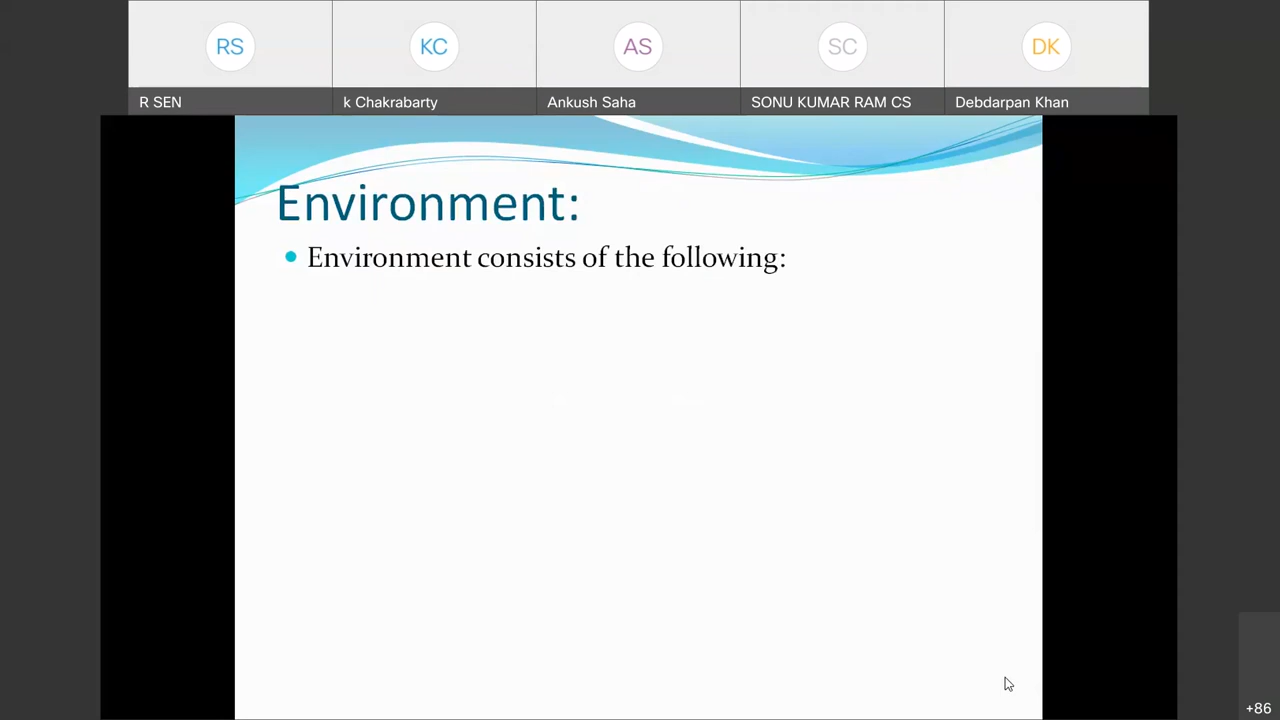 RS
KC
AS
SC
DK
R SEN
k Chakrabarty
Ankush Saha
SONU KUMAR RAM CS
Debdarpan Khan
Environment:
Environment consists of the following:
+86